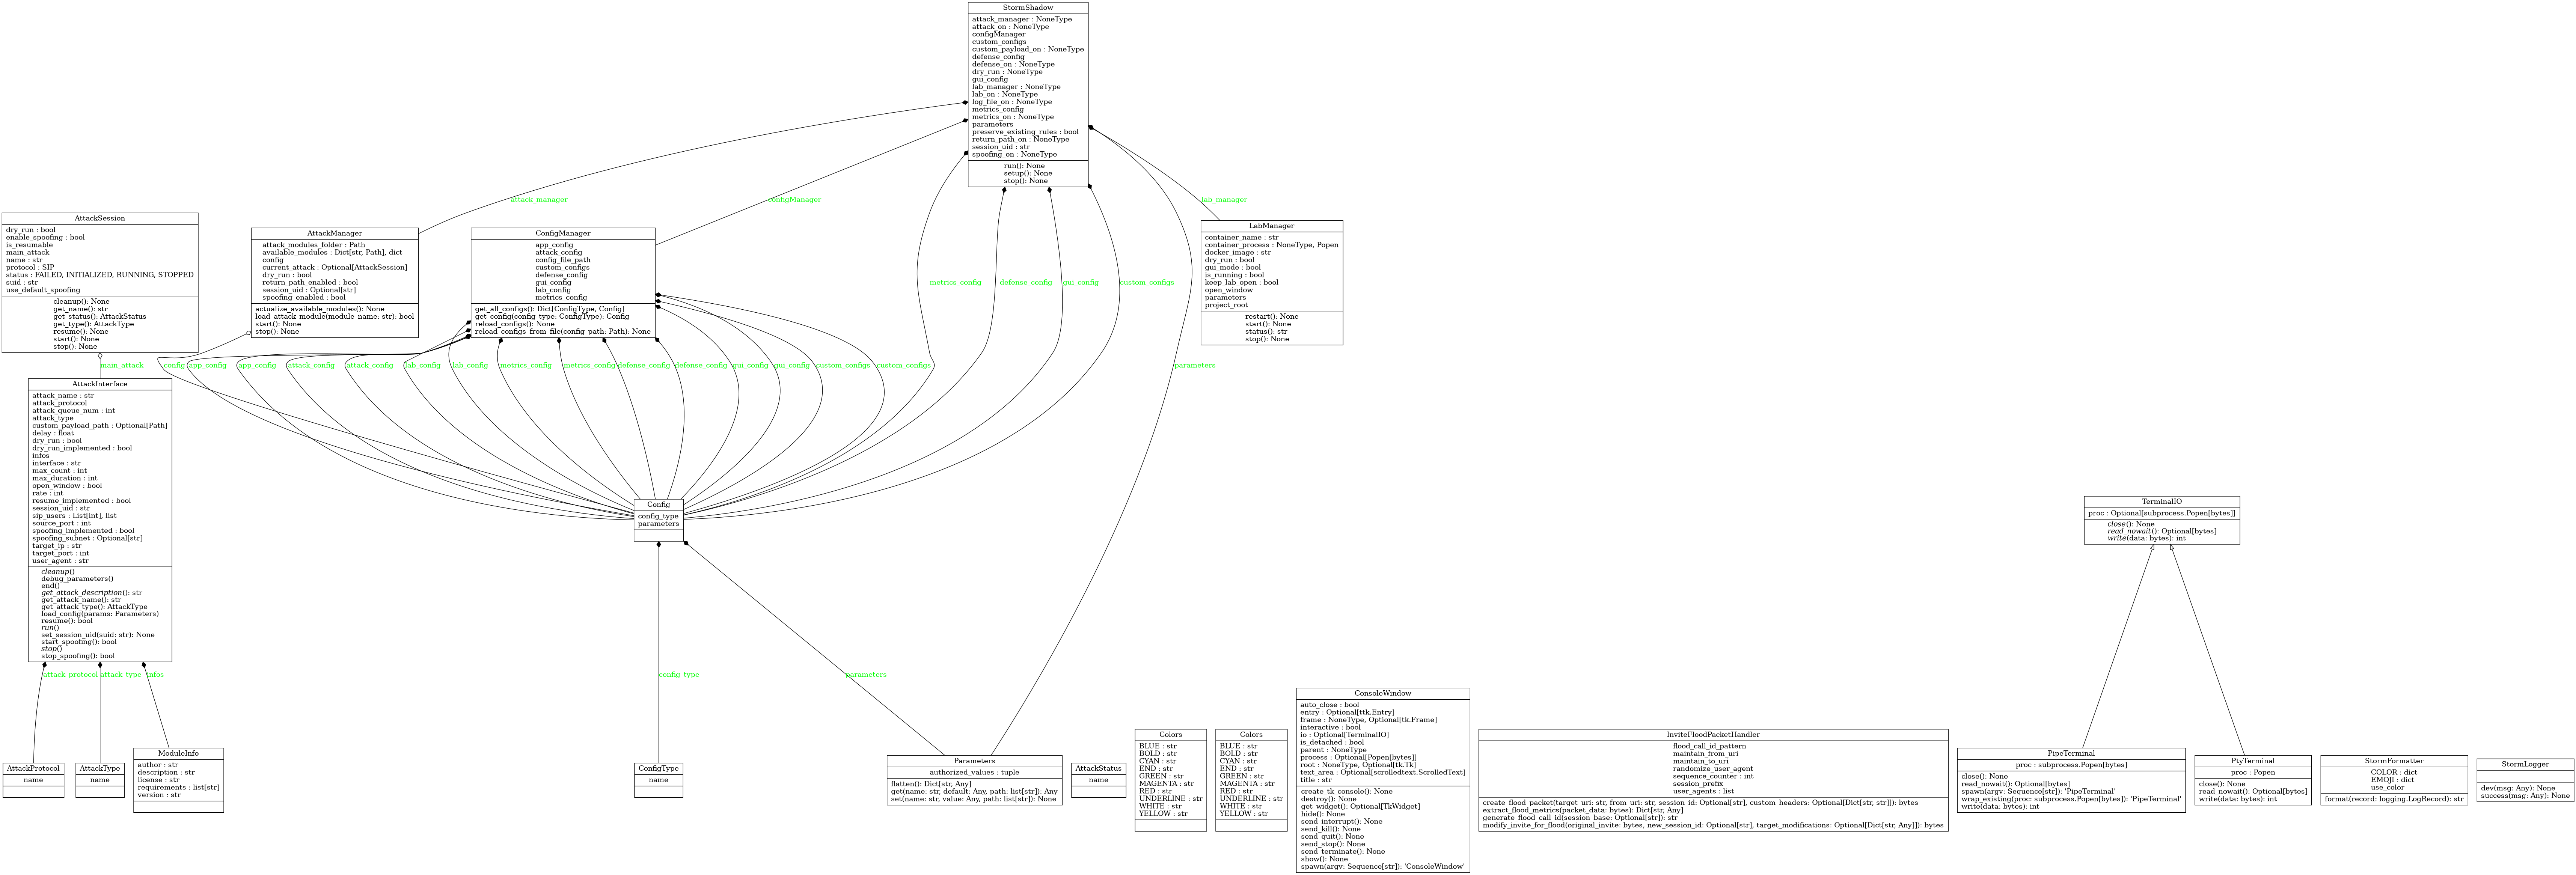 StormShadow
attack_manager : NoneType
attack_on : NoneType
configManager
custom_configs
custom_payload_on : NoneType
defense_config
defense_on : NoneType
dry_run : NoneType
gui_config
lab_manager : NoneType
lab_on : NoneType
log_file_on : NoneType
metrics_config
metrics_on : NoneType
parameters
preserve_existing_rules : bool
return_path_on : NoneType
session_uid : str
spoofing_on : NoneType
run(): None
setup(): None
stop(): None
attack_manager
configManager
lab_manager
AttackSession
dry_run : bool
enable_spoofing : bool
is_resumable
main_attack
name : str
protocol : SIP
status : FAILED, INITIALIZED, RUNNING, STOPPED
suid : str
use_default_spoofing
cleanup(): None
get_name(): str
get_status(): AttackStatus
get_type(): AttackType
resume(): None
start(): None
stop(): None
AttackManager
attack_modules_folder : Path
available_modules : Dict[str, Path], dict
config
current_attack : Optional[AttackSession]
dry_run : bool
return_path_enabled : bool
session_uid : Optional[str]
spoofing_enabled : bool
actualize_available_modules(): None
load_attack_module(module_name: str): bool
start(): None
stop(): None
ConfigManager
app_config
attack_config
config_file_path
custom_configs
defense_config
gui_config
lab_config
metrics_config
get_all_configs(): Dict[ConfigType, Config]
get_config(config_type: ConfigType): Config
reload_configs(): None
reload_configs_from_file(config_path: Path): None
metrics_config
defense_config
gui_config
custom_configs
LabManager
container_name : str
container_process : NoneType, Popen
docker_image : str
dry_run : bool
gui_mode : bool
is_running : bool
keep_lab_open : bool
open_window
parameters
project_root
restart(): None
start(): None
status(): str
stop(): None
main_attack
config
app_config
app_config
attack_config
attack_config
lab_config
lab_config
metrics_config
metrics_config
defense_config
defense_config
gui_config
gui_config
custom_configs
custom_configs
parameters
AttackInterface
attack_name : str
attack_protocol
attack_queue_num : int
attack_type
custom_payload_path : Optional[Path]
delay : float
dry_run : bool
dry_run_implemented : bool
infos
interface : str
max_count : int
max_duration : int
open_window : bool
rate : int
resume_implemented : bool
session_uid : str
sip_users : List[int], list
source_port : int
spoofing_implemented : bool
spoofing_subnet : Optional[str]
target_ip : str
target_port : int
user_agent : str
cleanup()
debug_parameters()
end()
get_attack_description(): str
get_attack_name(): str
get_attack_type(): AttackType
load_config(params: Parameters)
resume(): bool
run()
set_session_uid(suid: str): None
start_spoofing(): bool
stop()
stop_spoofing(): bool
Config
config_type
parameters
TerminalIO
proc : Optional[subprocess.Popen[bytes]]
close(): None
read_nowait(): Optional[bytes]
write(data: bytes): int
attack_protocol
attack_type
infos
config_type
parameters
AttackProtocol
name
AttackType
name
ModuleInfo
author : str
description : str
license : str
requirements : list[str]
version : str
ConfigType
name
Parameters
authorized_values : tuple
flatten(): Dict[str, Any]
get(name: str, default: Any, path: list[str]): Any
set(name: str, value: Any, path: list[str]): None
AttackStatus
name
Colors
BLUE : str
BOLD : str
CYAN : str
END : str
GREEN : str
MAGENTA : str
RED : str
UNDERLINE : str
WHITE : str
YELLOW : str
Colors
BLUE : str
BOLD : str
CYAN : str
END : str
GREEN : str
MAGENTA : str
RED : str
UNDERLINE : str
WHITE : str
YELLOW : str
ConsoleWindow
auto_close : bool
entry : Optional[ttk.Entry]
frame : NoneType, Optional[tk.Frame]
interactive : bool
io : Optional[TerminalIO]
is_detached : bool
parent : NoneType
process : Optional[Popen[bytes]]
root : NoneType, Optional[tk.Tk]
text_area : Optional[scrolledtext.ScrolledText]
title : str
create_tk_console(): None
destroy(): None
get_widget(): Optional[TkWidget]
hide(): None
send_interrupt(): None
send_kill(): None
send_quit(): None
send_stop(): None
send_terminate(): None
show(): None
spawn(argv: Sequence[str]): 'ConsoleWindow'
InviteFloodPacketHandler
flood_call_id_pattern
maintain_from_uri
maintain_to_uri
randomize_user_agent
sequence_counter : int
session_prefix
user_agents : list
create_flood_packet(target_uri: str, from_uri: str, session_id: Optional[str], custom_headers: Optional[Dict[str, str]]): bytes
extract_flood_metrics(packet_data: bytes): Dict[str, Any]
generate_flood_call_id(session_base: Optional[str]): str
modify_invite_for_flood(original_invite: bytes, new_session_id: Optional[str], target_modifications: Optional[Dict[str, Any]]): bytes
PipeTerminal
proc : subprocess.Popen[bytes]
close(): None
read_nowait(): Optional[bytes]
spawn(argv: Sequence[str]): 'PipeTerminal'
wrap_existing(proc: subprocess.Popen[bytes]): 'PipeTerminal'
write(data: bytes): int
PtyTerminal
proc : Popen
close(): None
read_nowait(): Optional[bytes]
write(data: bytes): int
StormFormatter
COLOR : dict
EMOJI : dict
use_color
format(record: logging.LogRecord): str
StormLogger
dev(msg: Any): None
success(msg: Any): None